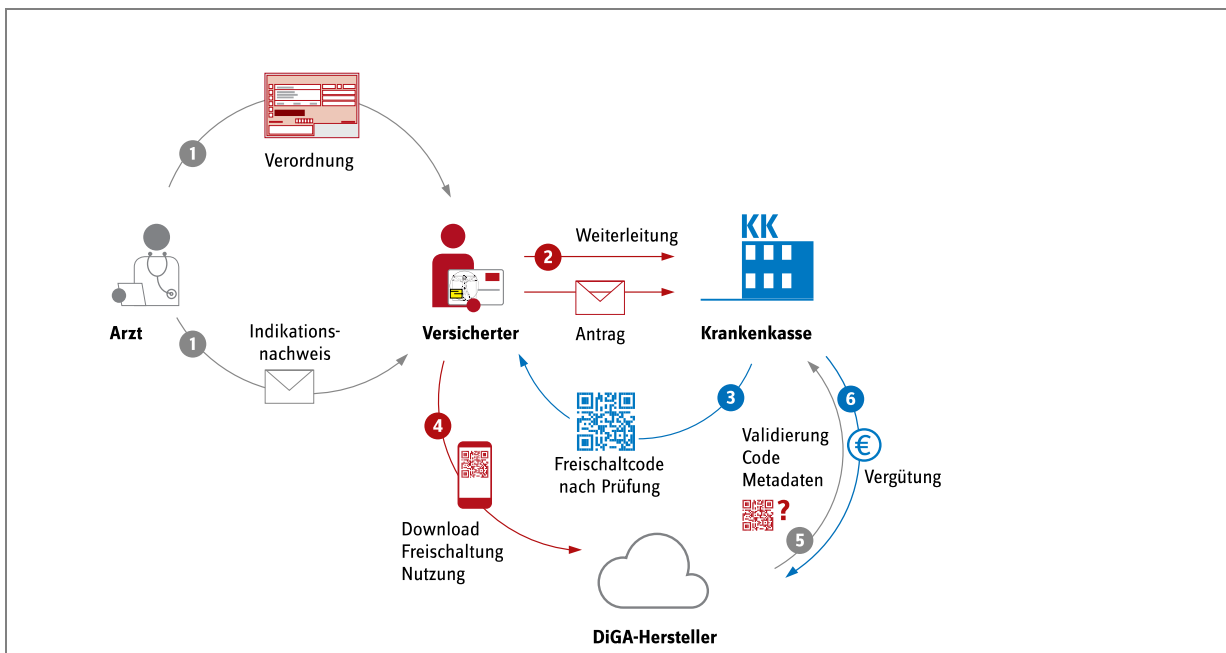 1
Verordnung
KK
Weiterleitung
2
Arzt
1
Indikations-
nachweis
Versicherter
Antrag
Krankenkasse
3
6
4
Freischaltcode
nach Prüfung
Validierung
Code
Metadaten
€
Vergütung
?
Download
Freischaltung
Nutzung
5
DiGA-Hersteller